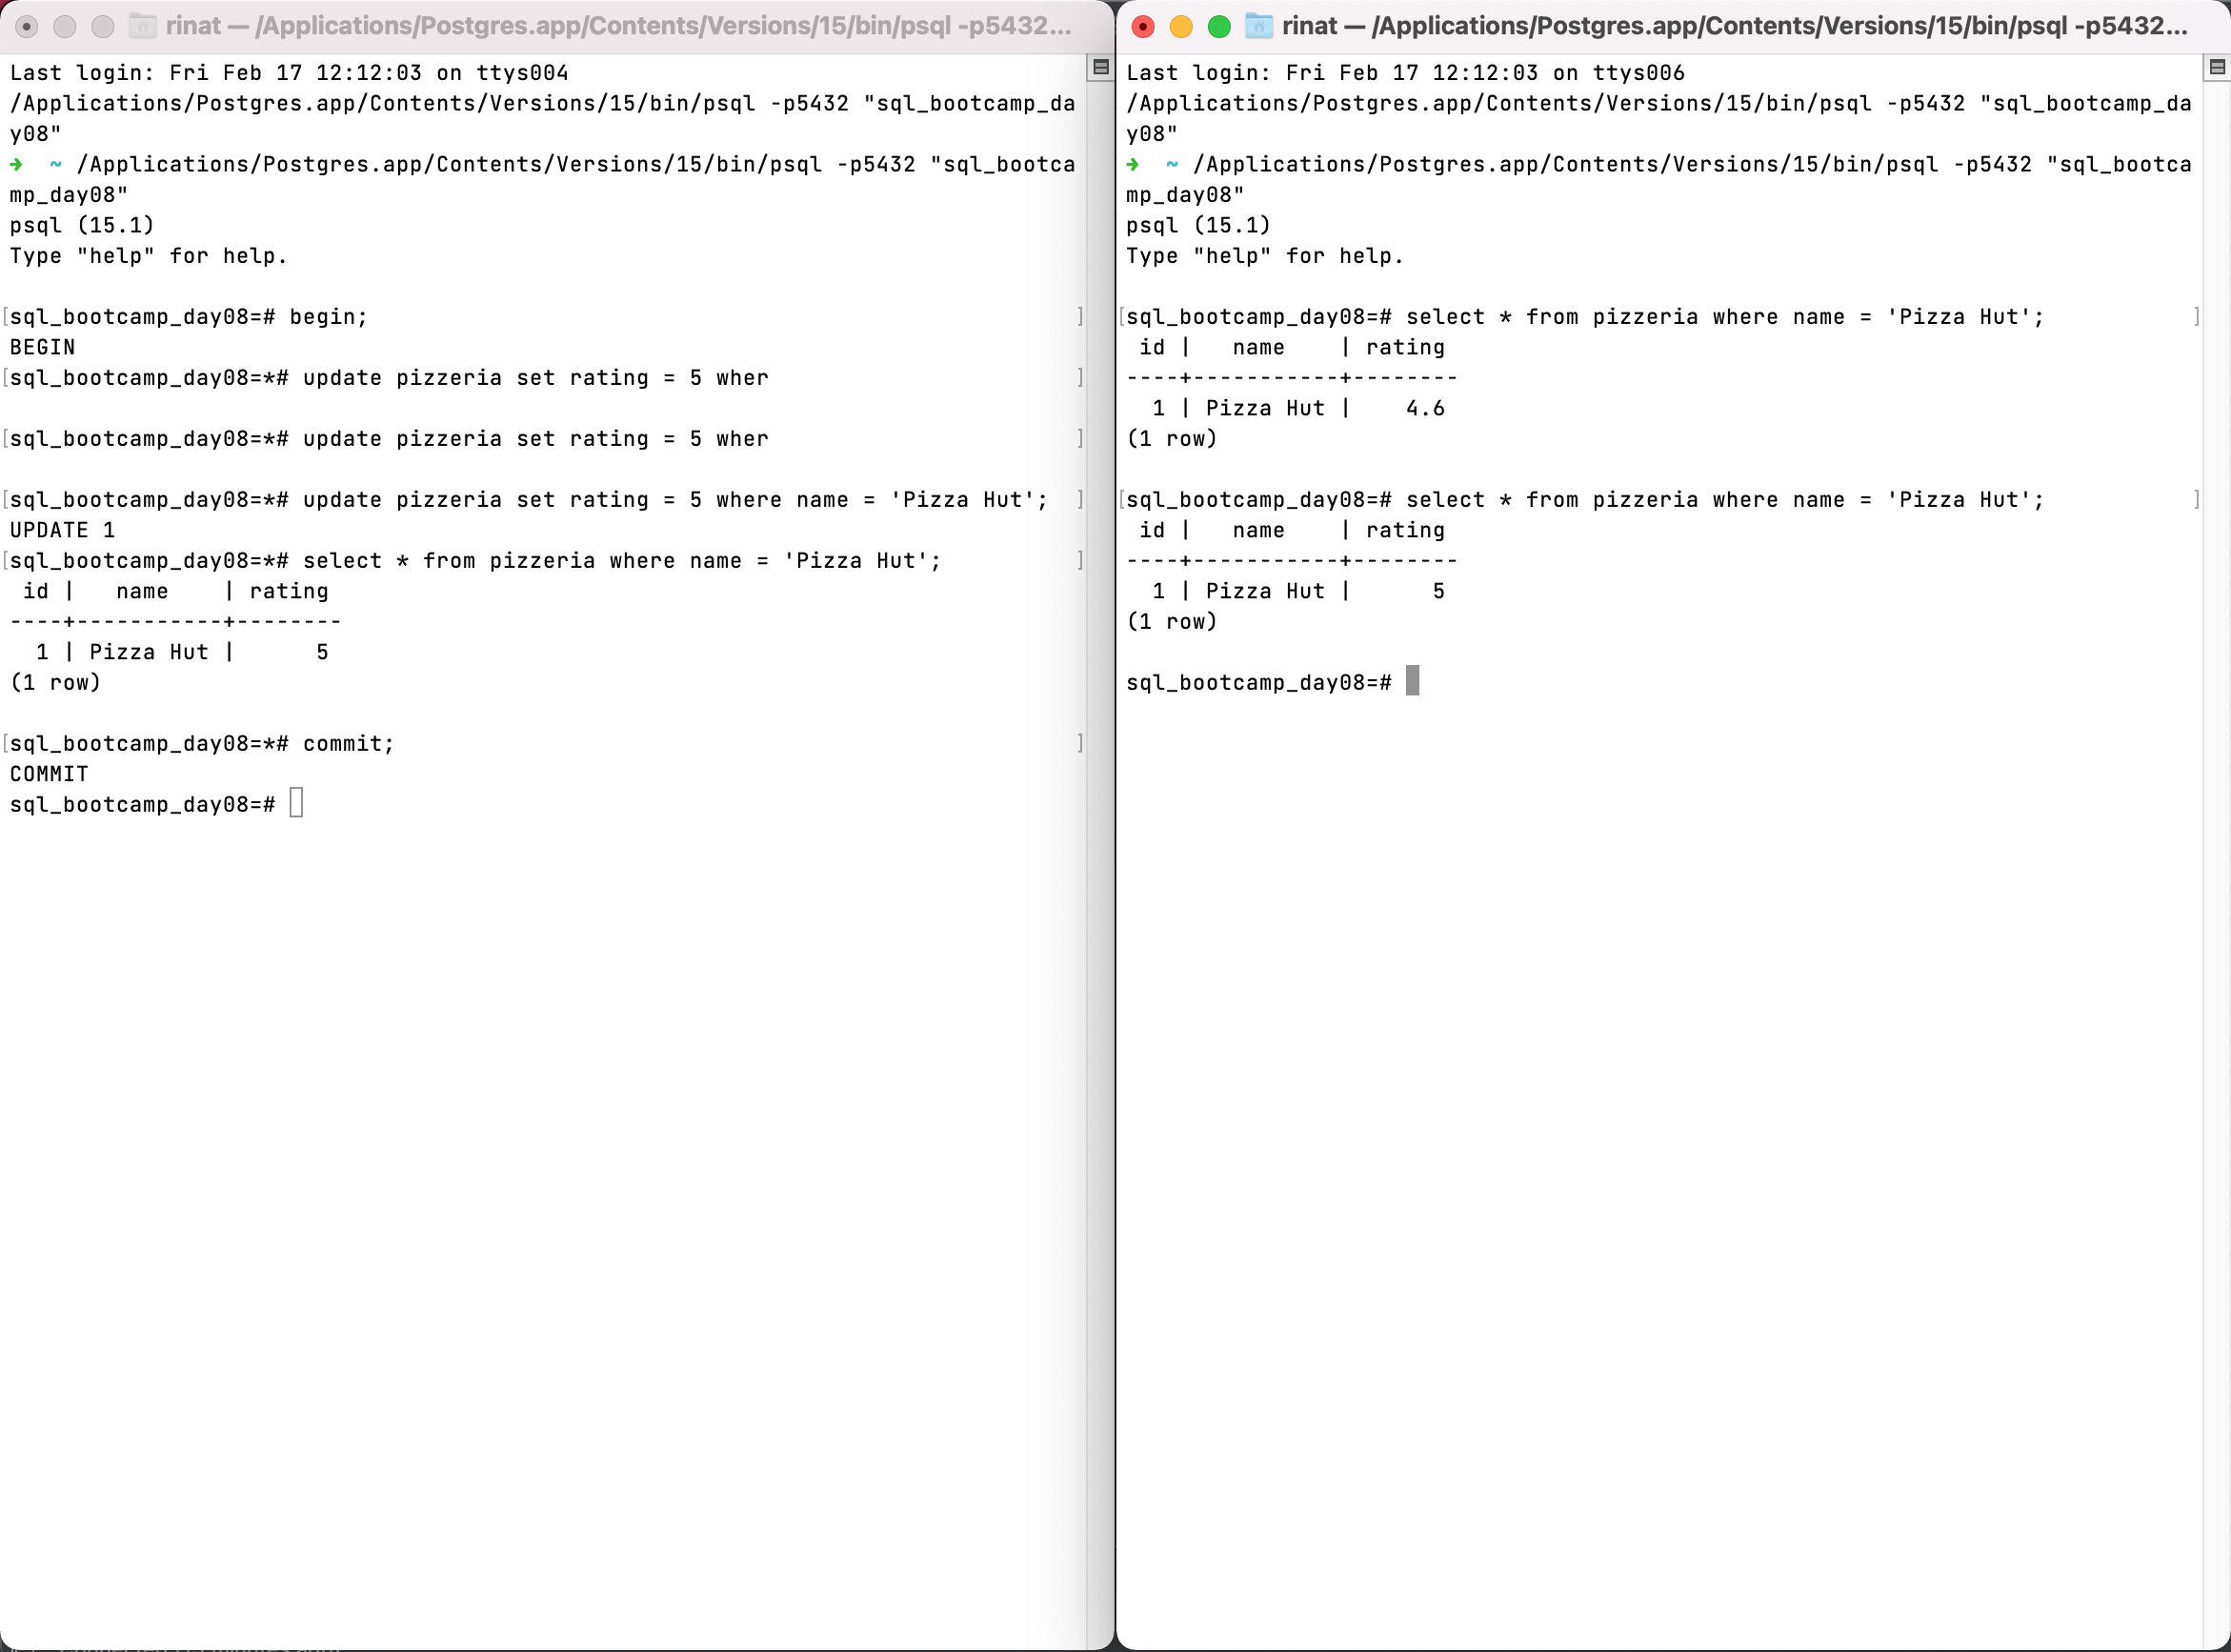 rinat — /Applications/Postgres.app/Contents/Versions/15/bin/psql -p5432...
Last login: Fri Feb 17 12:12:03 on ttys004
/Applications/Postgres.app/Contents/Versions/15/bin/psql -p5432 "sql_bootcamp_da
y08"
➜  ~ /Applications/Postgres.app/Contents/Versions/15/bin/psql -p5432 "sql_bootca
mp_day08"
psql (15.1)
Type "help" for help.
[sql_bootcamp_day08=# begin; ]
BEGIN
[sql_bootcamp_day08=*# update pizzeria set rating = 5 wher ]
[sql_bootcamp_day08=*# update pizzeria set rating = 5 wher ]
[sql_bootcamp_day08=*# update pizzeria set rating = 5 where name = 'Pizza Hut'; ]
UPDATE 1
[sql_bootcamp_day08=*# select * from pizzeria where name = 'Pizza Hut'; ]
 id |   name    | rating
----+-----------+--------
  1 | Pizza Hut |      5
(1 row)
[sql_bootcamp_day08=*# commit; ]
COMMIT
sql_bootcamp_day08=#
rinat — /Applications/Postgres.app/Contents/Versions/15/bin/psql -p5432...
Last login: Fri Feb 17 12:12:03 on ttys006
/Applications/Postgres.app/Contents/Versions/15/bin/psql -p5432 "sql_bootcamp_da
y08"
➜  ~ /Applications/Postgres.app/Contents/Versions/15/bin/psql -p5432 "sql_bootca
mp_day08"
psql (15.1)
Type "help" for help.
[sql_bootcamp_day08=# select * from pizzeria where name = 'Pizza Hut'; ]
 id |   name    | rating
----+-----------+--------
  1 | Pizza Hut |    4.6
(1 row)
[sql_bootcamp_day08=# select * from pizzeria where name = 'Pizza Hut'; ]
 id |   name    | rating
----+-----------+--------
  1 | Pizza Hut |      5
(1 row)
sql_bootcamp_day08=#